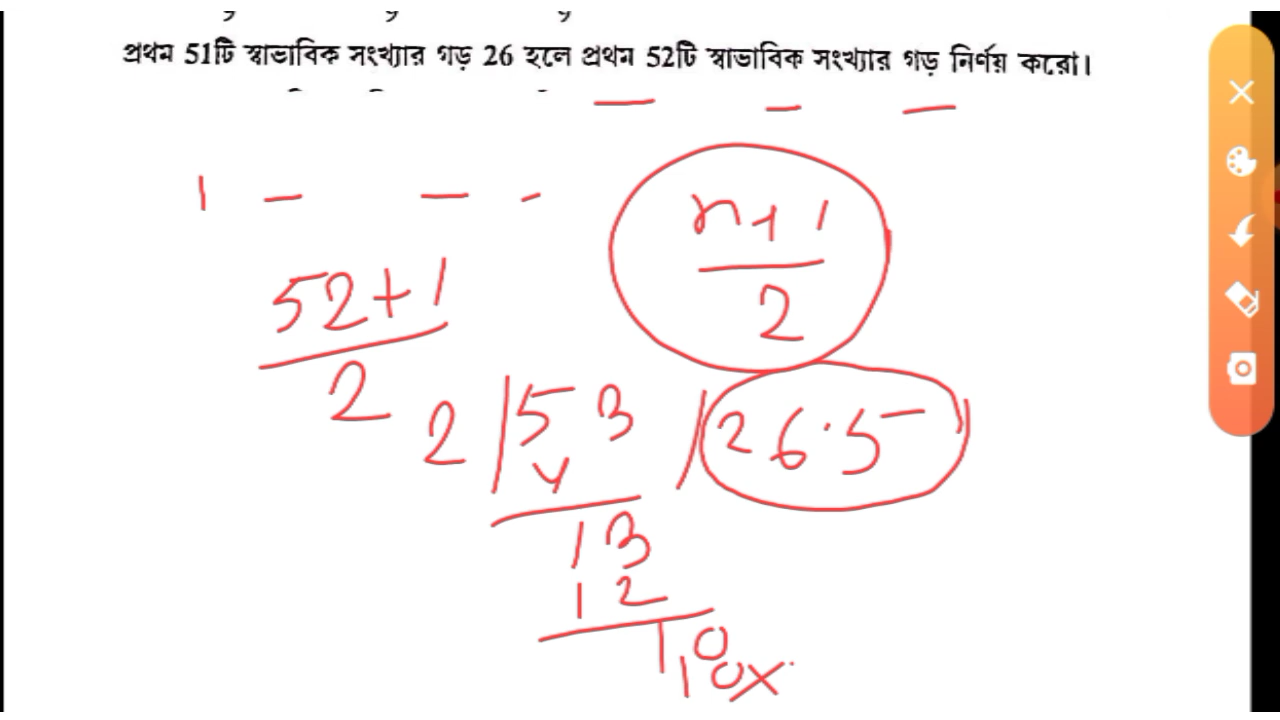 প্রথম 51টি স্বাভাবিক সংখ্যার গড় 26 হলে প্রথম 52টি স্বাভাবিক সংখ্যার গড় নির্ণয় করো।
1 — — -
n+1
2
52+1
2
2 53 26.5
4
13
12
10
10 x